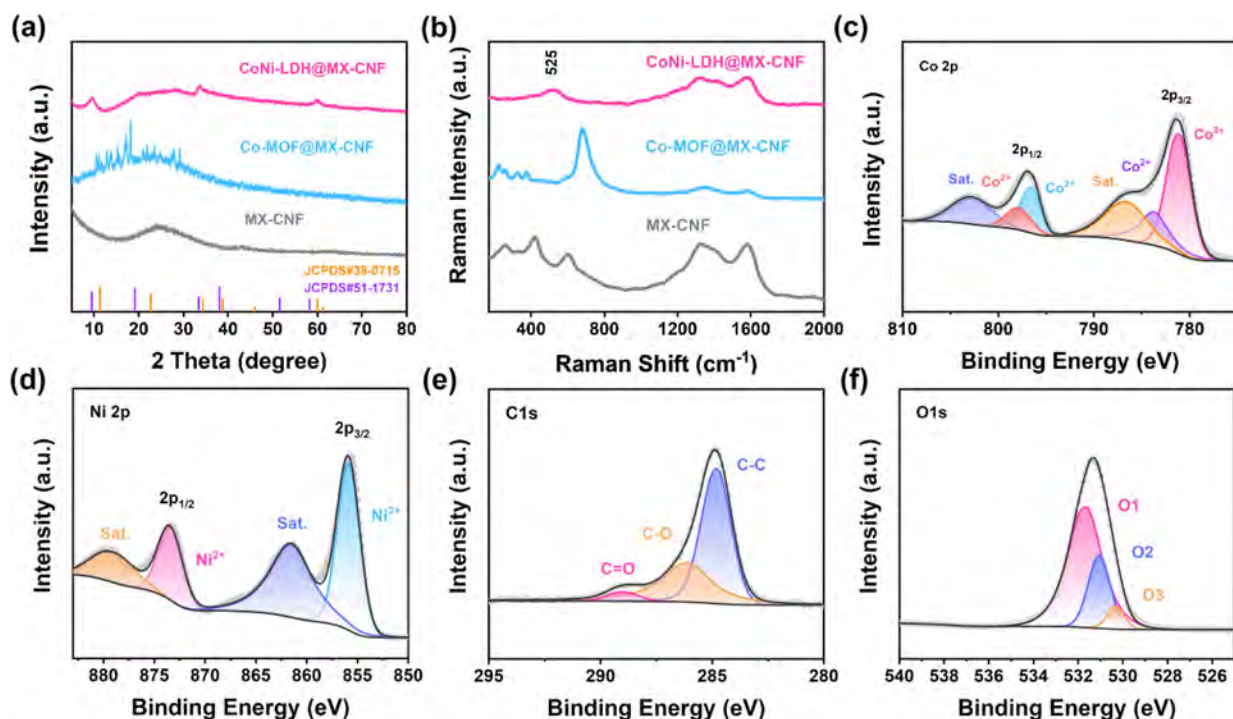 (a)
CoNi-LDH@MX-CNF
Co-MOF@MX-CNF
MX-CNF
JCPDS#38-0715
JCPDS#51-1731
Intensity (a.u.)
10 20 30 40 50 60 70 80
2 Theta (degree)
(b)
525
CoNi-LDH@MX-CNF
Co-MOF@MX-CNF
MX-CNF
Raman Intensity (a.u.)
400 800 1200 1600 2000
Raman Shift (cm⁻¹)
(c)
Co 2p
2p₃/₂
Co³⁺
2p₁/₂
Co²⁺
Sat.
Co²⁺
Co³⁺
Sat.
Intensity (a.u.)
810 800 790 780
Binding Energy (eV)
(d)
Ni 2p
2p₃/₂
2p₁/₂
Sat.
Ni²⁺
Sat.
Ni²⁺
Intensity (a.u.)
880 875 870 865 860 855 850
Binding Energy (eV)
(e)
C1s
C-C
C-O
C=O
Intensity (a.u.)
295 290 285 280
Binding Energy (eV)
(f)
O1s
O1
O2
O3
Intensity (a.u.)
540 538 536 534 532 530 528 526
Binding Energy (eV)